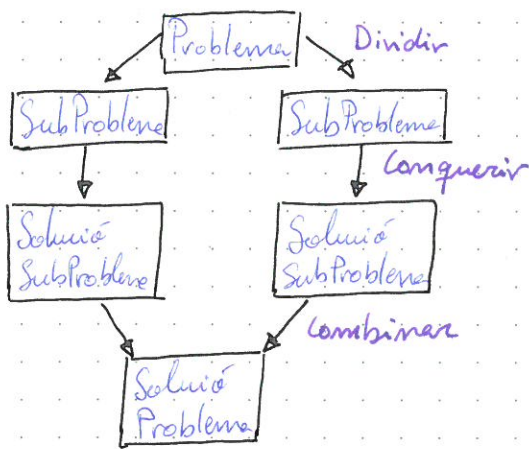 Problema
Dividir
SubProblema
SubProblema
Conquerir
Solució
SubProblema
Solució
SubProblema
Combinar
Solució
Problema